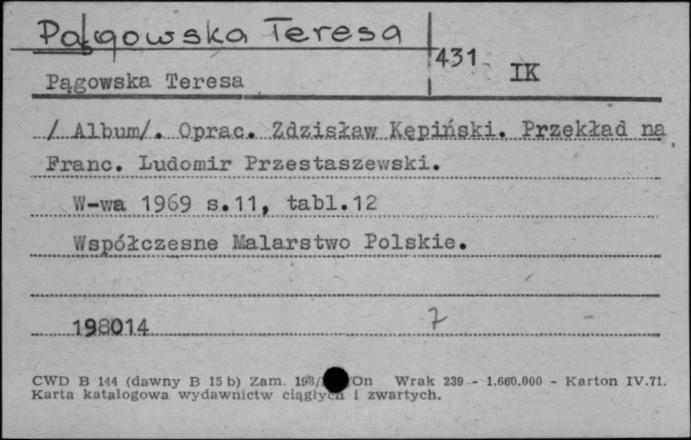 Pągowska Teresa
431 IK
Pągowska Teresa
/ Album/. Oprac. Zdzisław Kępiński. Przekład na
Franc. Ludomir Przestaszewski.
W-wa 1969 s.11, tabl.12
Współczesne Malarstwo Polskie.
198014 7
CWD B 144 (dawny B 15 b) Zam. On Wrak 239 - 1.660.000 - Karton IV.71.
Karta katalogowa wydawnictw ciągłych i zwartych.